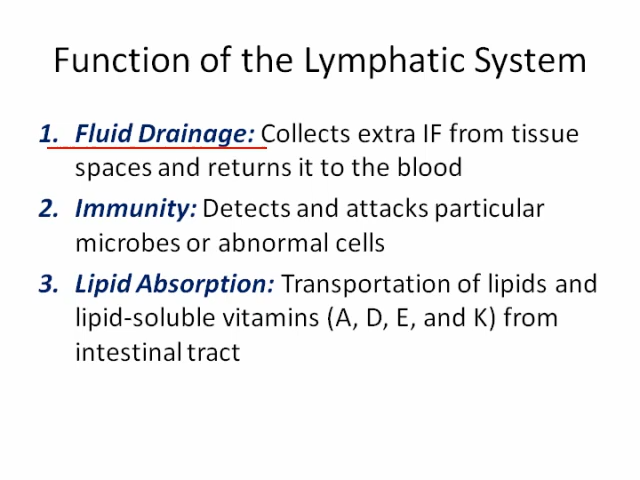 Function of the Lymphatic System
1. Fluid Drainage: Collects extra IF from tissue
spaces and returns it to the blood
2. Immunity: Detects and attacks particular
microbes or abnormal cells
3. Lipid Absorption: Transportation of lipids and
lipid-soluble vitamins (A, D, E, and K) from
intestinal tract